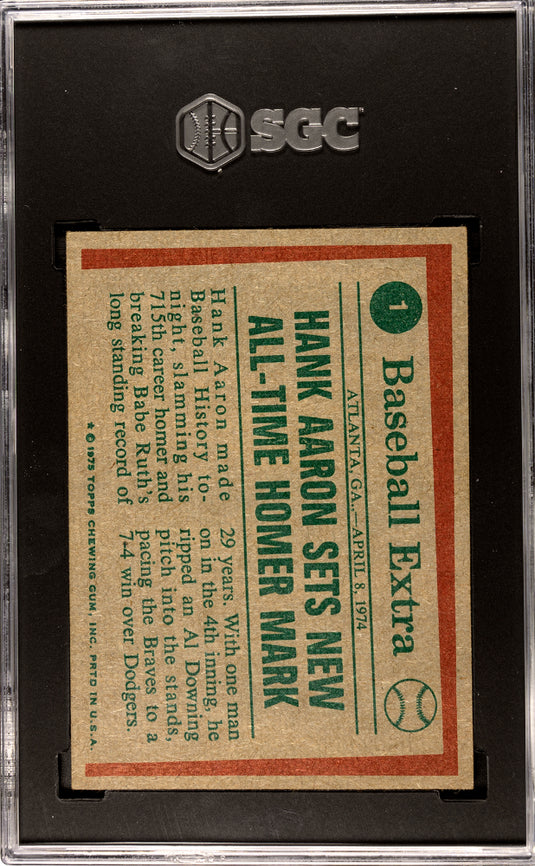 SGC
1
Baseball Extra
ATLANTA, GA.,—APRIL 8, 1974
HANK AARON SETS NEW
ALL-TIME HOMER MARK
Hank Aaron made
Baseball History to-
night, slamming his
715th career homer and
breaking Babe Ruth's
long standing record of
29 years. With one man
on in the 4th inning, he
ripped an Al Downing
pitch into the stands,
pacing the Braves to a
7-4 win over Dodgers.
★ © 1975 TOPPS CHEWING GUM, INC. PRTD IN U.S.A.